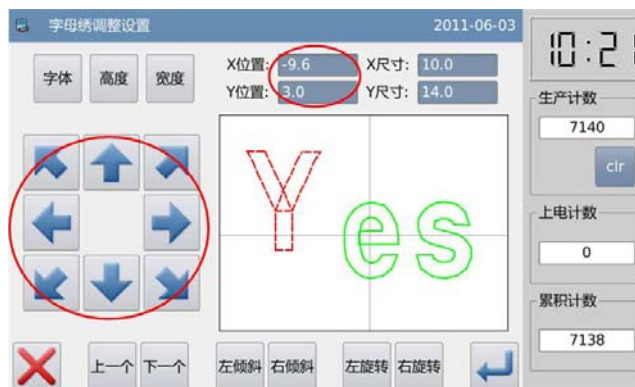 字母绣调整设置 2011-06-03
字体 高度 宽度
X位置: -9.6 X尺寸: 10.0
Y位置: 3.0 Y尺寸: 14.0
Yes
上一个 下一个 左倾斜 右倾斜 左旋转 右旋转
10:2
生产计数
7140
clr
上电计数
0
累积计数
7138